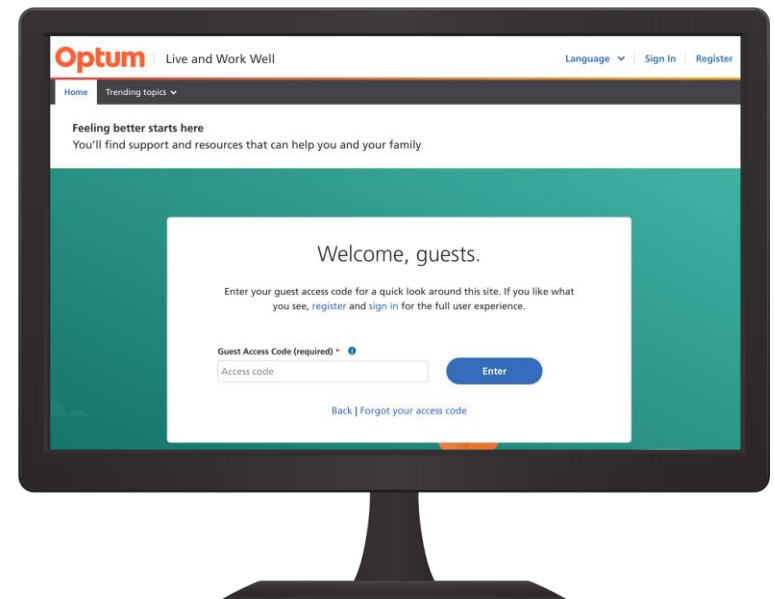 Optum Live and Work Well
Language Sign In Register
Home Trending topics
Feeling better starts here
You'll find support and resources that can help you and your family
Welcome, guests.
Enter your guest access code for a quick look around this site. If you like what
you see, register and sign in for the full user experience.
Guest Access Code (required) *
Access code
Enter
Back | Forgot your access code